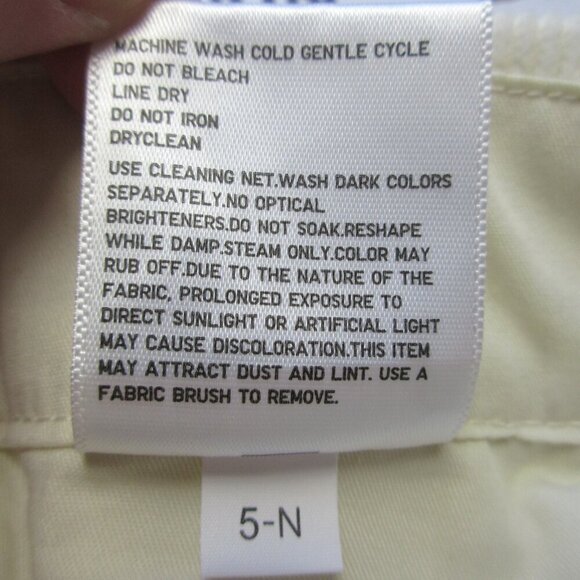 MACHINE WASH COLD GENTLE CYCLE
DO NOT BLEACH
LINE DRY
DO NOT IRON
DRYCLEAN
USE CLEANING NET.WASH DARK COLORS
SEPARATELY.NO OPTICAL
BRIGHTENERS.DO NOT SOAK.RESHAPE
WHILE DAMP.STEAM ONLY.COLOR MAY
RUB OFF.DUE TO THE NATURE OF THE
FABRIC, PROLONGED EXPOSURE TO
DIRECT SUNLIGHT OR ARTIFICIAL LIGHT
MAY CAUSE DISCOLORATION.THIS ITEM
MAY ATTRACT DUST AND LINT. USE A
FABRIC BRUSH TO REMOVE.
5-N